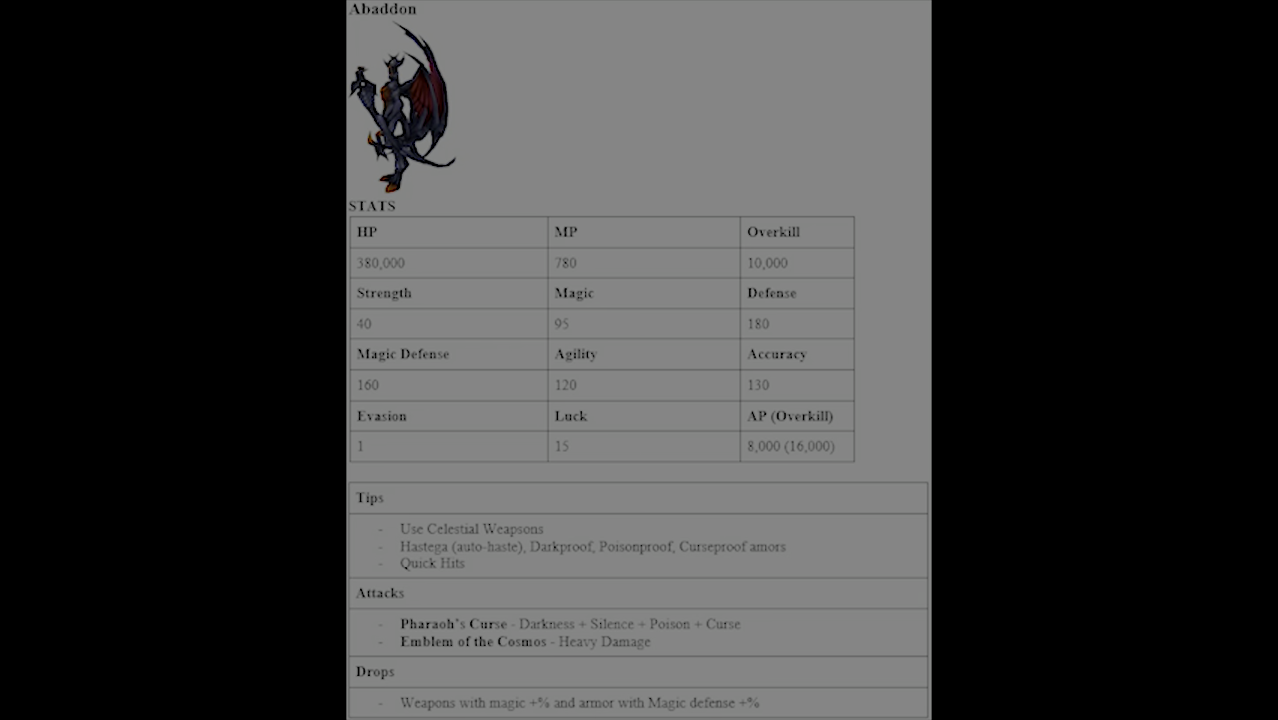 Abaddon
STATS
HP MP Overkill
380,000 780 10,000
Strength Magic Defense
40 95 180
Magic Defense Agility Accuracy
160 120 130
Evasion Luck AP (Overkill)
1 15 8,000 (16,000)
Tips
- Use Celestial Weapsons
- Hastega (auto-haste), Darkproof, Poisonproof, Curseproof amors
- Quick Hits
Attacks
- Pharaoh's Curse - Darkness + Silence + Poison + Curse
- Emblem of the Cosmos - Heavy Damage
Drops
- Weapons with magic +% and armor with Magic defense +%